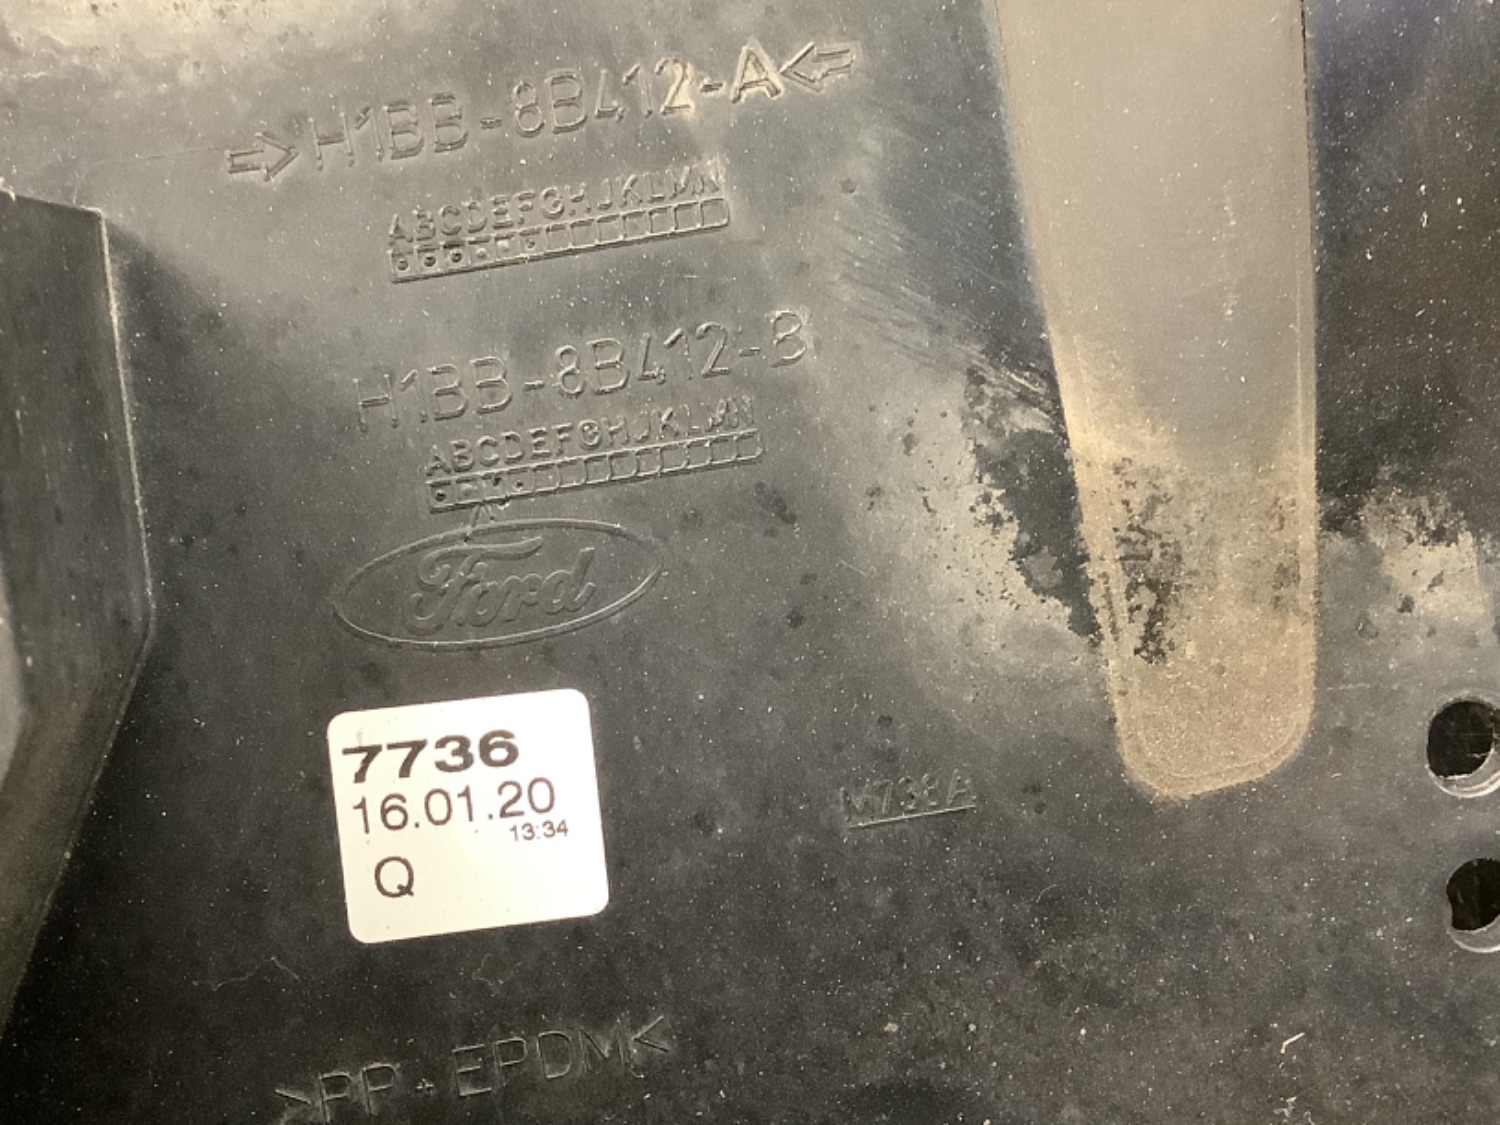 H1BB-8B412-A
ABCDEFGHJKLMN
H1BB-8B412-B
ABCDEFGHJKLMN
Ford
7736
16.01.20
13:34
Q
M738A
>PP+EPDM<